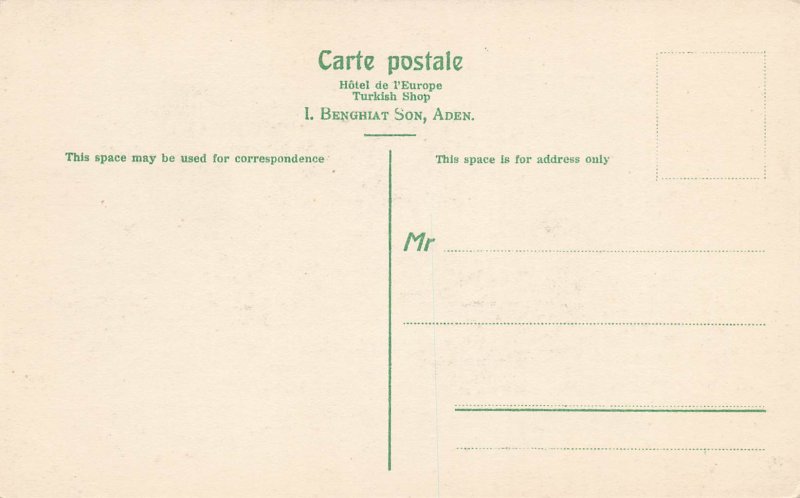 Carte postale
Hôtel de l'Europe
Turkish Shop
I. BENGHIAT SON, ADEN.
This space may be used for correspondence
This space is for address only
Mr